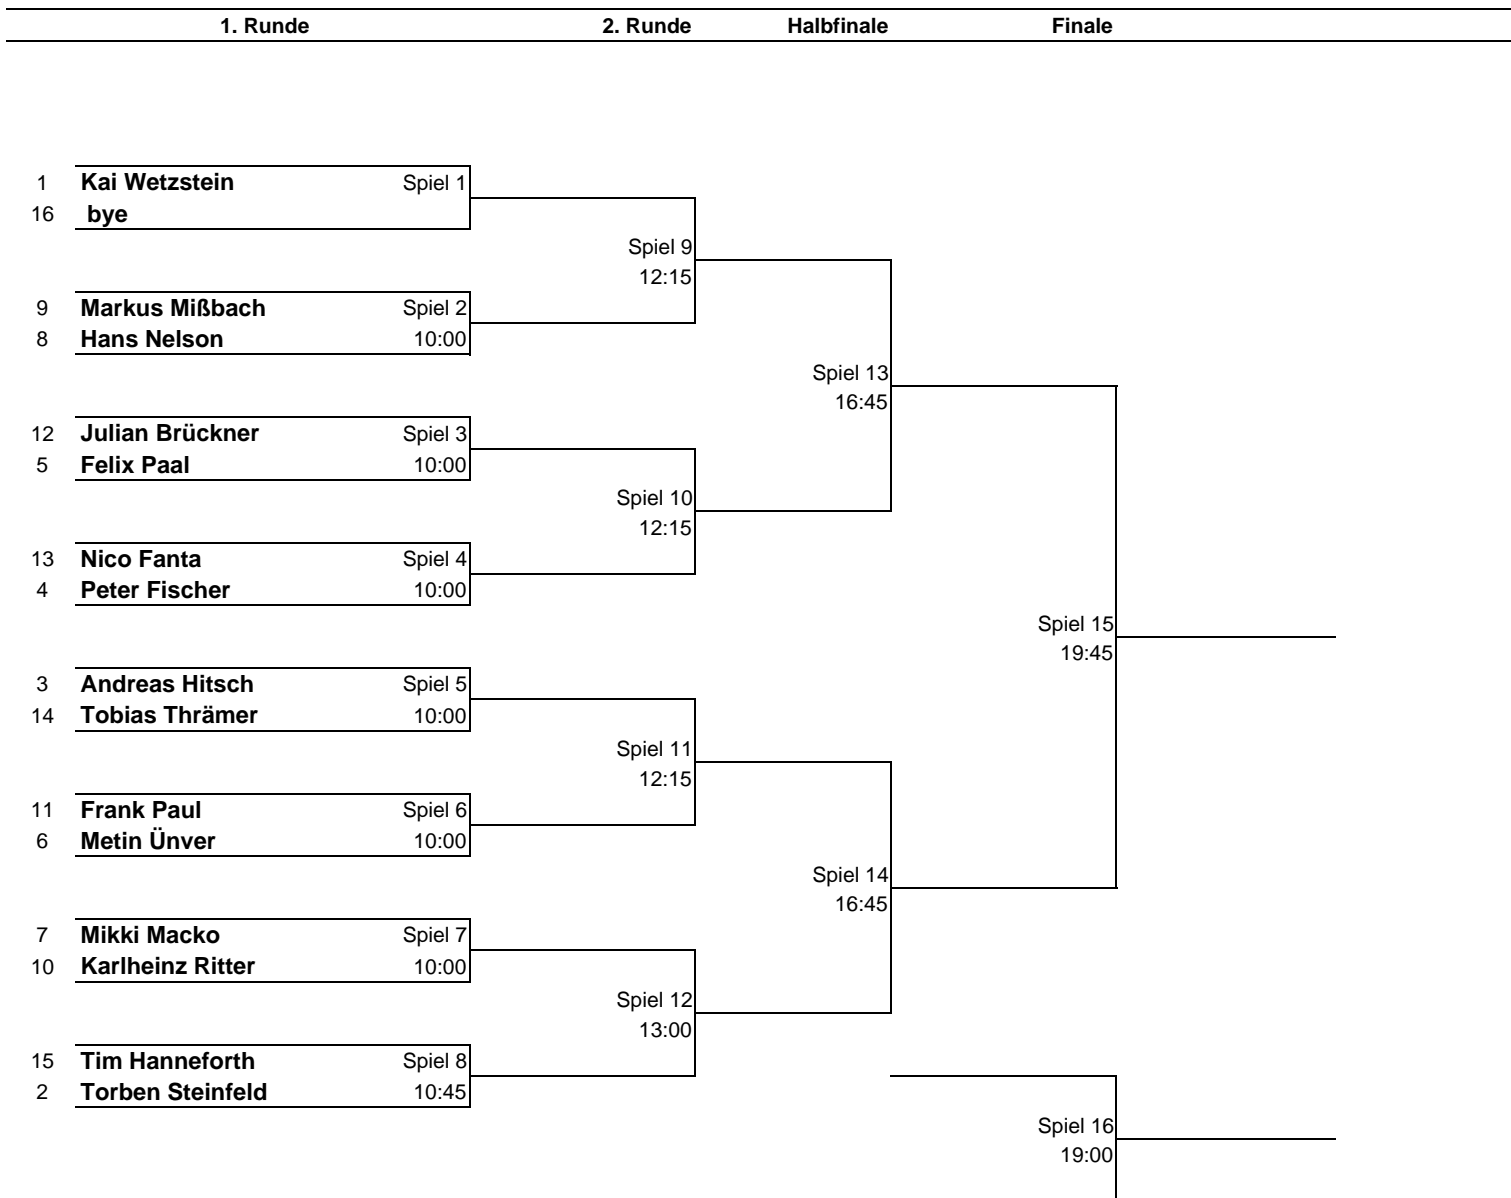 1. Runde 2. Runde Halbfinale Finale
1 Kai Wetzstein Spiel 1
16 bye
Spiel 9
12:15
9 Markus Mißbach Spiel 2
8 Hans Nelson 10:00
Spiel 13
16:45
12 Julian Brückner Spiel 3
5 Felix Paal 10:00
Spiel 10
12:15
13 Nico Fanta Spiel 4
4 Peter Fischer 10:00
Spiel 15
19:45
3 Andreas Hitsch Spiel 5
14 Tobias Thrämer 10:00
Spiel 11
12:15
11 Frank Paul Spiel 6
6 Metin Ünver 10:00
Spiel 14
16:45
7 Mikki Macko Spiel 7
10 Karlheinz Ritter 10:00
Spiel 12
13:00
15 Tim Hanneforth Spiel 8
2 Torben Steinfeld 10:45
Spiel 16
19:00